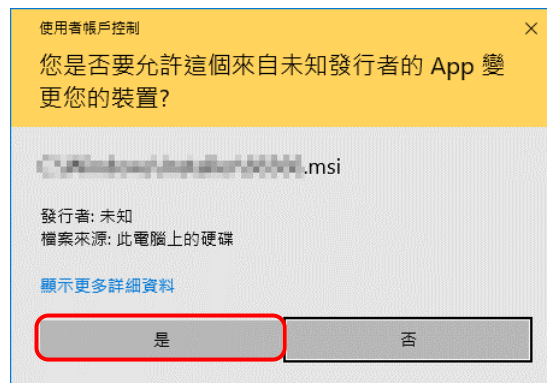 使用者帳戶控制
您是否要允許這個來自未知發行者的 App 變
更您的裝置?
.msi
發行者: 未知
檔案來源: 此電腦上的硬碟
顯示更多詳細資料
是
否